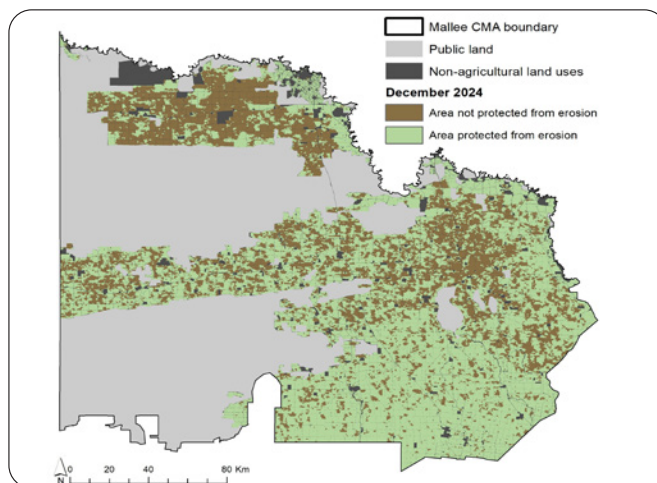 Mallee CMA boundary
Public land
Non-agricultural land uses
December 2024
Area not protected from erosion
Area protected from erosion
N
0 20 40 60 80 Km